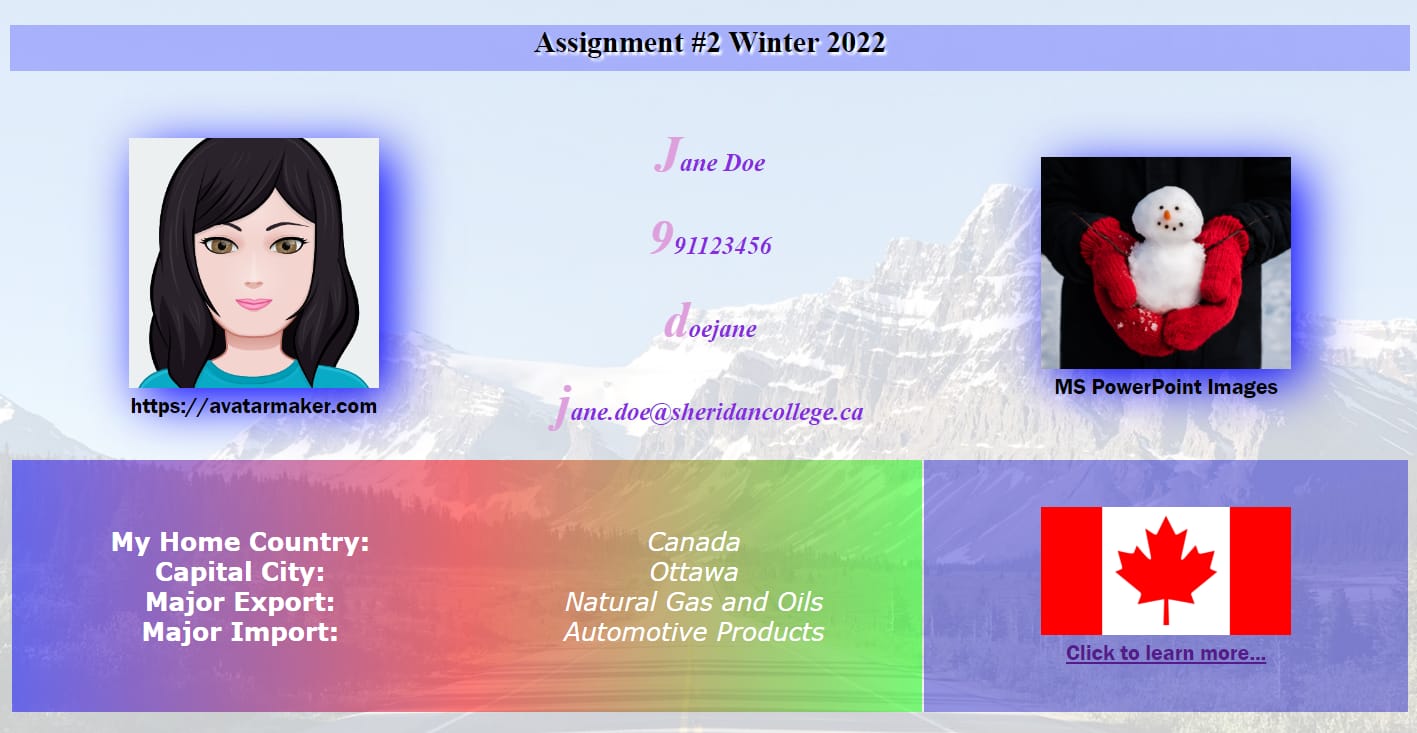 Assignment #2 Winter 2022
Jane Doe
991123456
doejane
jane.doe@sheridancollege.ca
https://avatarmaker.com
MS PowerPoint Images
My Home Country: Canada
Capital City: Ottawa
Major Export: Natural Gas and Oils
Major Import: Automotive Products
Click to learn more...